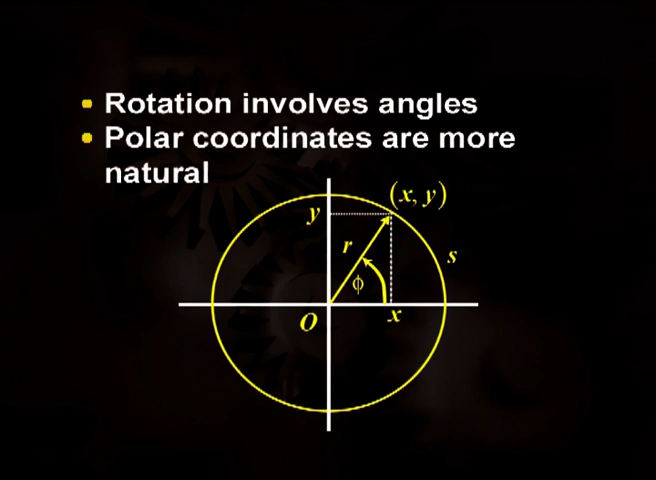 Rotation involves angles
Polar coordinates are more
natural
(x, y)
y
r
s
ϕ
O
x